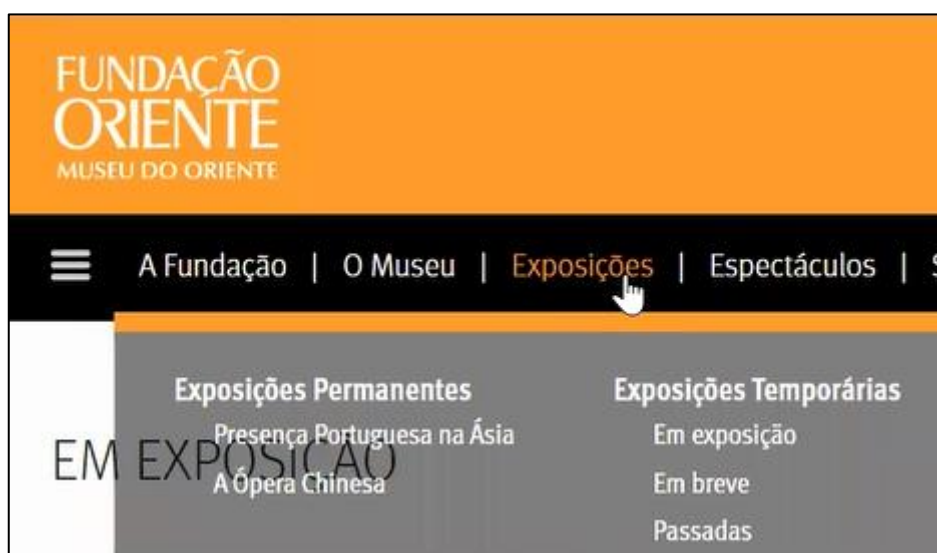 FUNDAÇÃO
ORIENTE
MUSEU DO ORIENTE
A Fundação | O Museu | Exposições | Espectáculos |
Exposições Permanentes
Presença Portuguesa na Ásia
A Ópera Chinesa
Exposições Temporárias
Em exposição
Em breve
Passadas
EM EXPOSIÇÃO